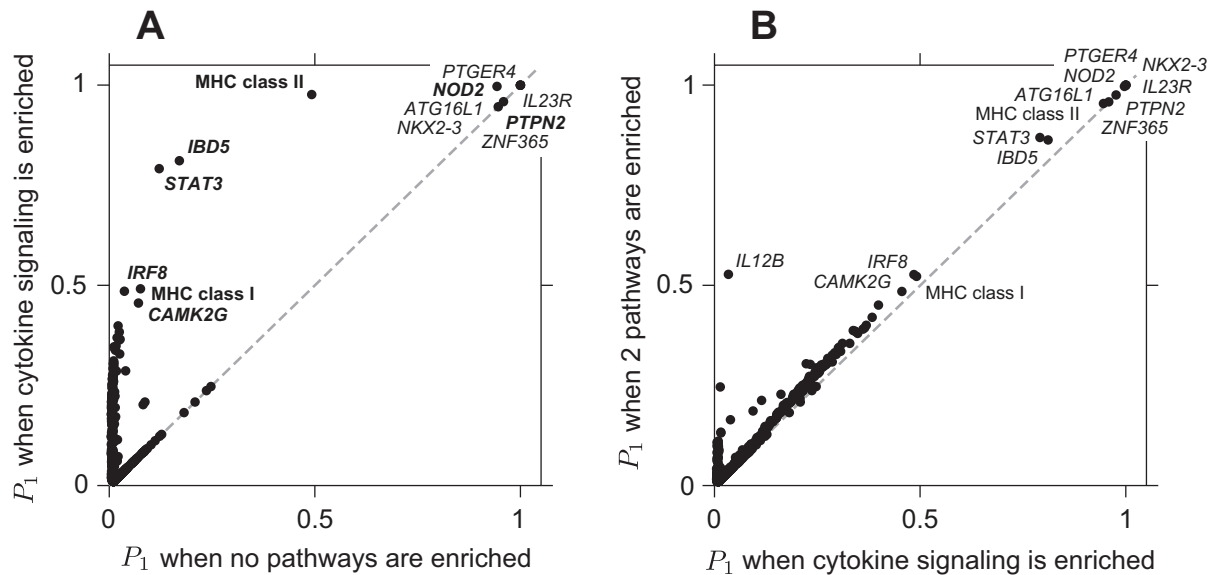 A
P1 when cytokine signaling is enriched
1
0.5
0
MHC class II
PTGER4
NOD2
ATG16L1
NKX2-3
IL23R
PTPN2
ZNF365
IBD5
STAT3
IRF8
MHC class I
CAMK2G
0
0.5
1
P1 when no pathways are enriched
B
P1 when 2 pathways are enriched
1
0.5
0
PTGER4
NKX2-3
NOD2
IL23R
ATG16L1
PTPN2
MHC class II
ZNF365
STAT3
IBD5
IL12B
IRF8
CAMK2G
MHC class I
0
0.5
1
P1 when cytokine signaling is enriched